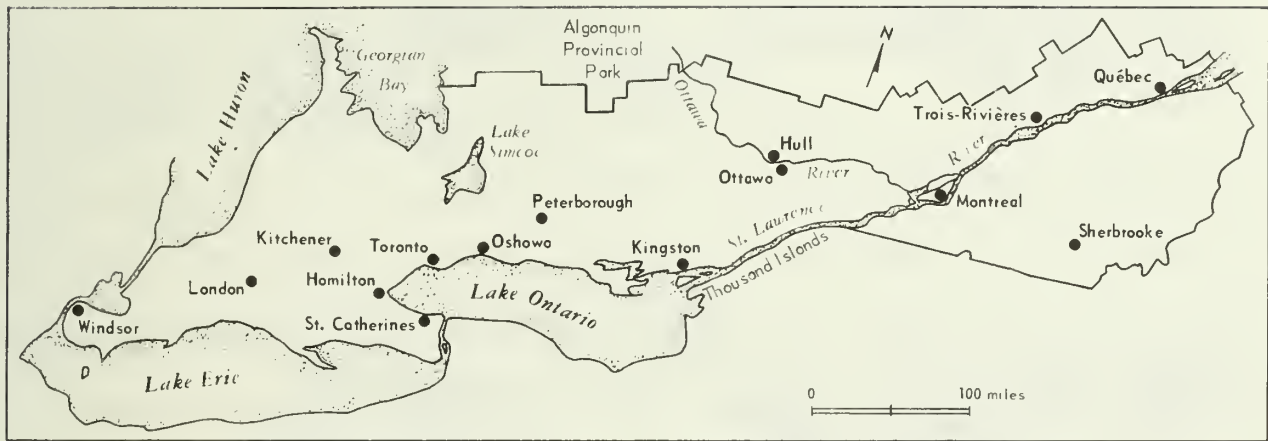 Algonquin
Provincial
Park
N
Georgian
Bay
Québec
Lake Huron
Ottawa
Trois-Rivières
Lake
Simcoe
Hull
River
Ottawa
River
Montreal
Peterborough
St. Lawrence
Sherbrooke
Kitchener
Toronto
Oshawa
Kingston
Thousand Islands
London
Hamilton
Lake Ontario
Windsor
St. Catherines
Lake Erie
0 100 miles